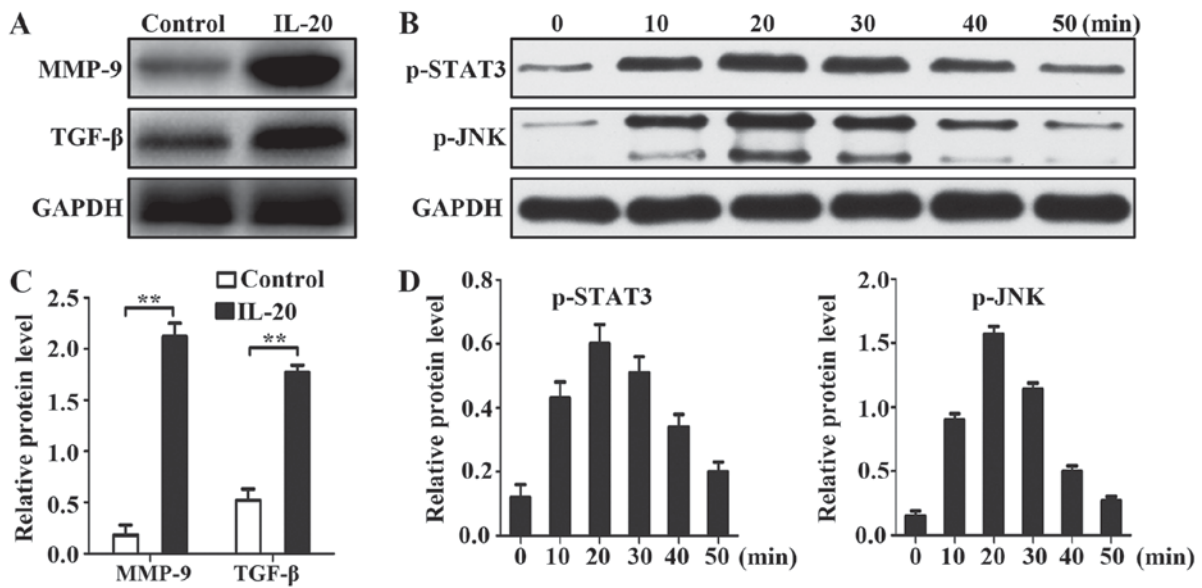 A
Control IL-20
MMP-9
TGF-β
GAPDH
B
0 10 20 30 40 50 (min)
p-STAT3
p-JNK
GAPDH
C
Control
IL-20
Relative protein level
2.5
2.0
1.5
1.0
0.5
0.0
**
**
MMP-9 TGF-β
D
p-STAT3
Relative protein level
0.8
0.6
0.4
0.2
0.0
0 10 20 30 40 50 (min)
p-JNK
Relative protein level
2.0
1.5
1.0
0.5
0.0
0 10 20 30 40 50 (min)